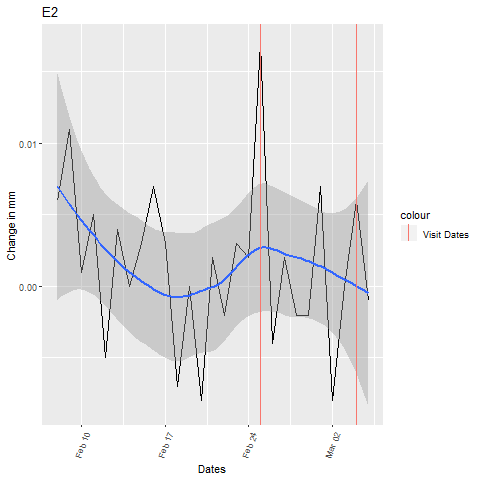 E2
Change in mm
0.01
0.00
Feb 10
Feb 17
Feb 24
Mar 02
Dates
colour
Visit Dates